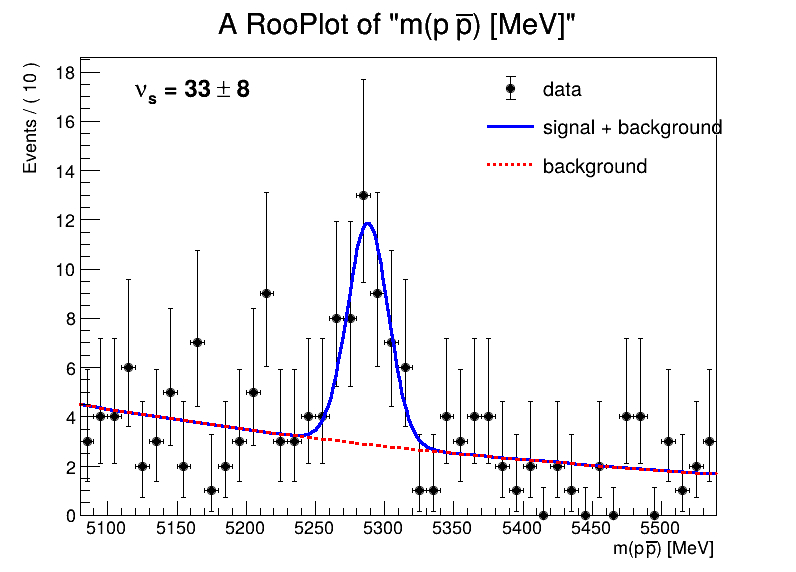 A RooPlot of "m(p p̅) [MeV]"
Events / ( 10 )
18
16
14
12
10
8
6
4
2
0
νs = 33 ± 8
data
signal + background
background
5100 5150 5200 5250 5300 5350 5400 5450 5500
m(pp̅) [MeV]